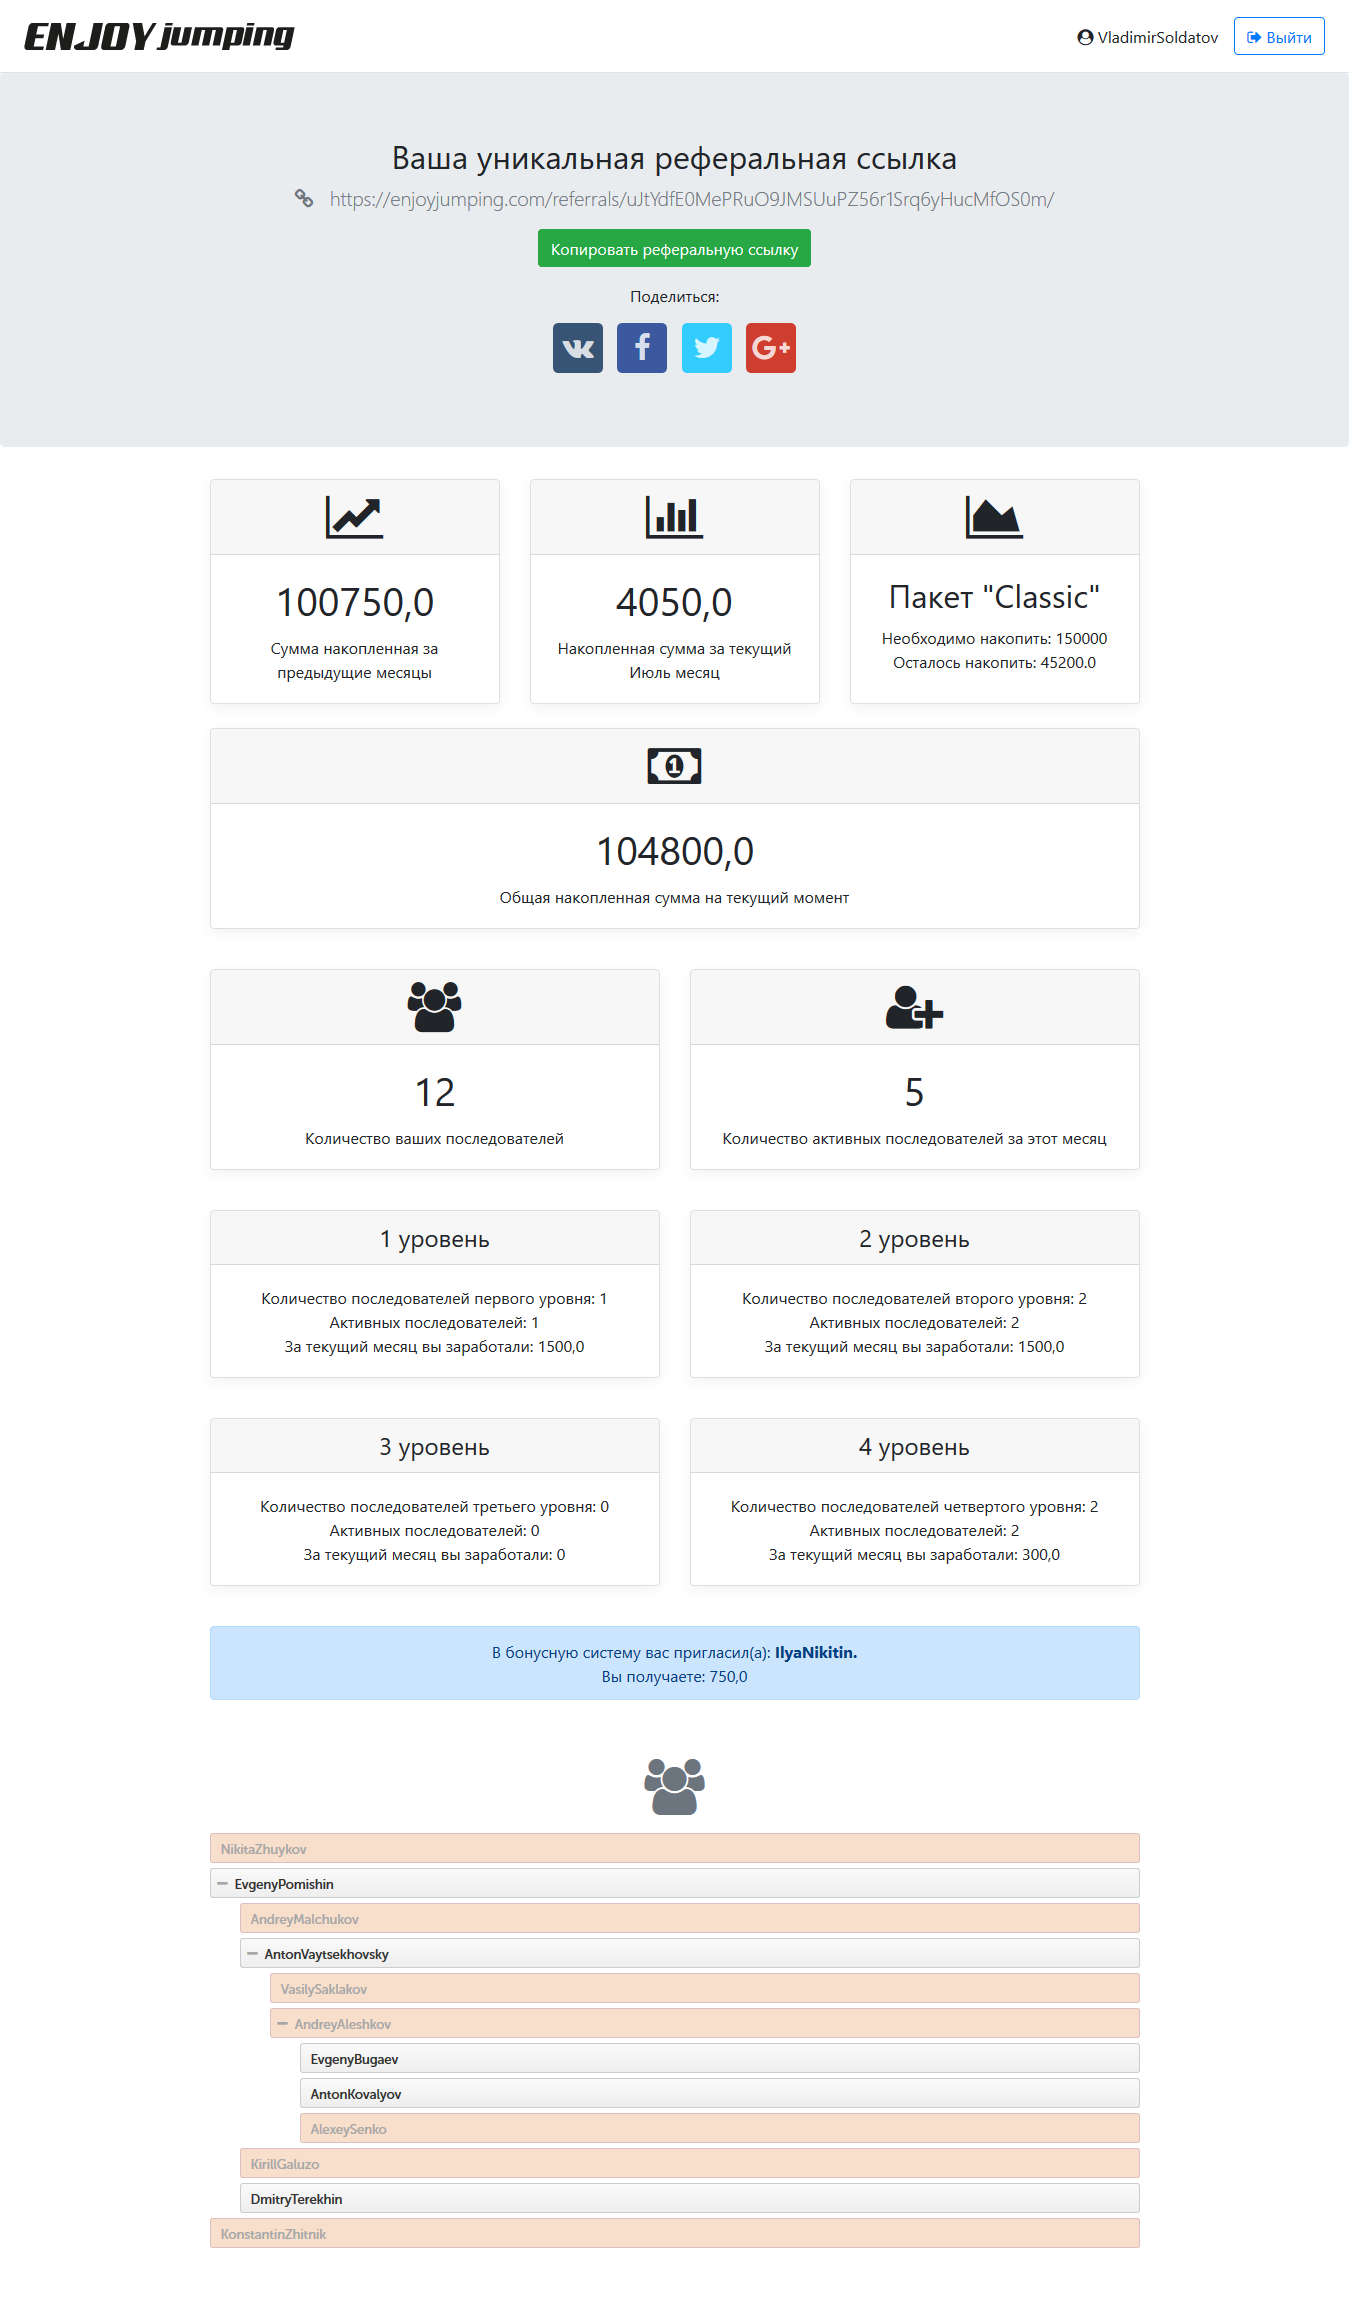 ENJOY jumping
VladimirSoldatov
Выйти
Ваша уникальная реферальная ссылка
https://enjoyjumping.com/referrals/uJtYdfE0MePRuO9JMSUuPZ56r1Srq6yHucMfOS0m/
Копировать реферальную ссылку
Поделиться:
100750,0
Сумма накопленная за
предыдущие месяцы
4050,0
Накопленная сумма за текущий
Июль месяц
Пакет "Classic"
Необходимо накопить: 150000
Осталось накопить: 45200.0
104800,0
Общая накопленная сумма на текущий момент
12
Количество ваших последователей
5
Количество активных последователей за этот месяц
1 уровень
Количество последователей первого уровня: 1
Активных последователей: 1
За текущий месяц вы заработали: 1500,0
2 уровень
Количество последователей второго уровня: 2
Активных последователей: 2
За текущий месяц вы заработали: 1500,0
3 уровень
Количество последователей третьего уровня: 0
Активных последователей: 0
За текущий месяц вы заработали: 0
4 уровень
Количество последователей четвертого уровня: 2
Активных последователей: 2
За текущий месяц вы заработали: 300,0
В бонусную систему вас пригласил(а): IlyaNikitin.
Вы получаете: 750,0
NikitaZhuykov
EvgenyPomishin
AndreyMalchukov
AntonVaytsekhovsky
VasilySaklakov
AndreyAleshkov
EvgenyBugaev
AntonKovalyov
AlexeySenko
KirillGaluzo
DmitryTerekhin
KonstantinZhitnik